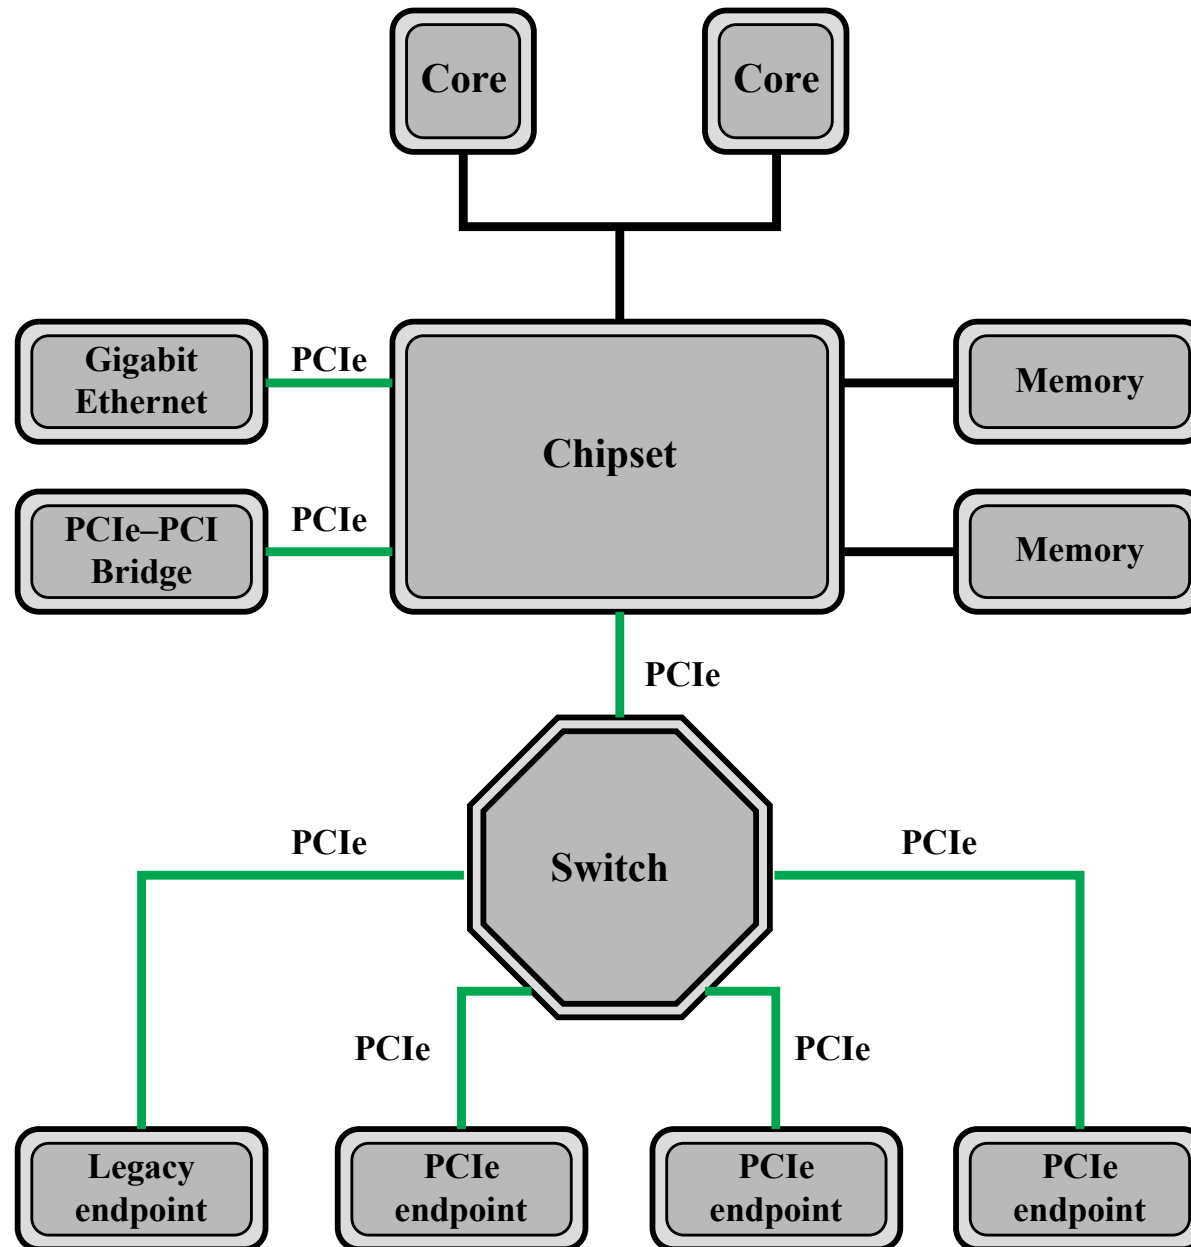 Core
Core
Gigabit
Ethernet
PCIe
Chipset
Memory
PCIe–PCI
Bridge
PCIe
Memory
PCIe
PCIe
Switch
PCIe
PCIe
PCIe
Legacy
endpoint
PCIe
endpoint
PCIe
endpoint
PCIe
endpoint